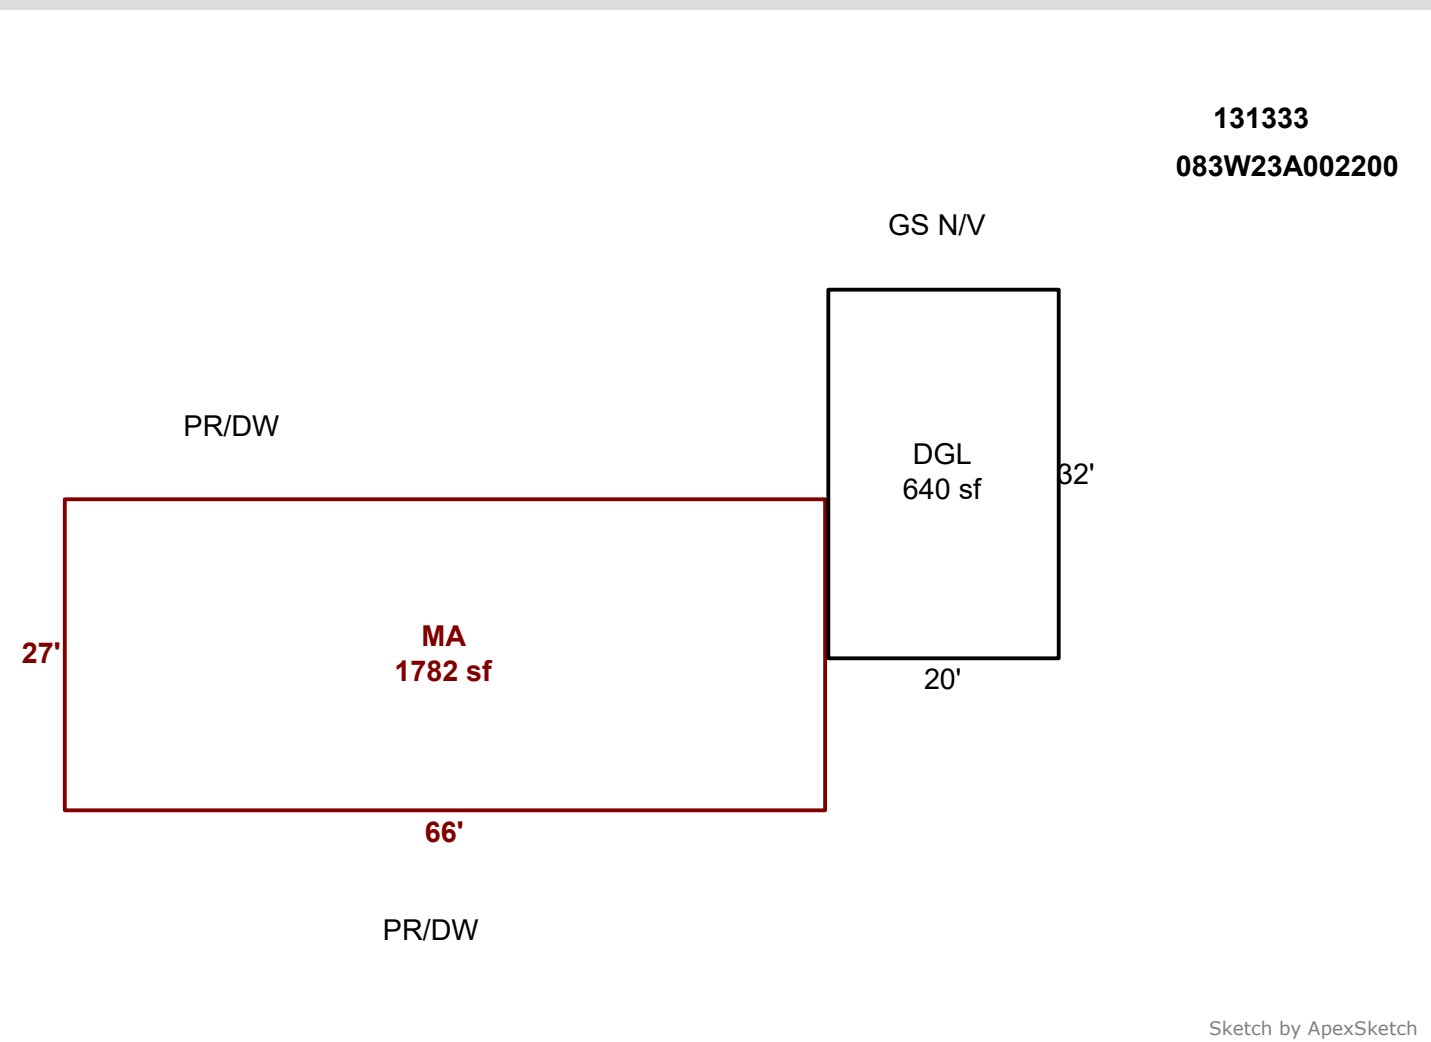 131333
083W23A002200
GS N/V
PR/DW
DGL
640 sf
32'
20'
MA
1782 sf
27'
66'
PR/DW
Sketch by ApexSketch